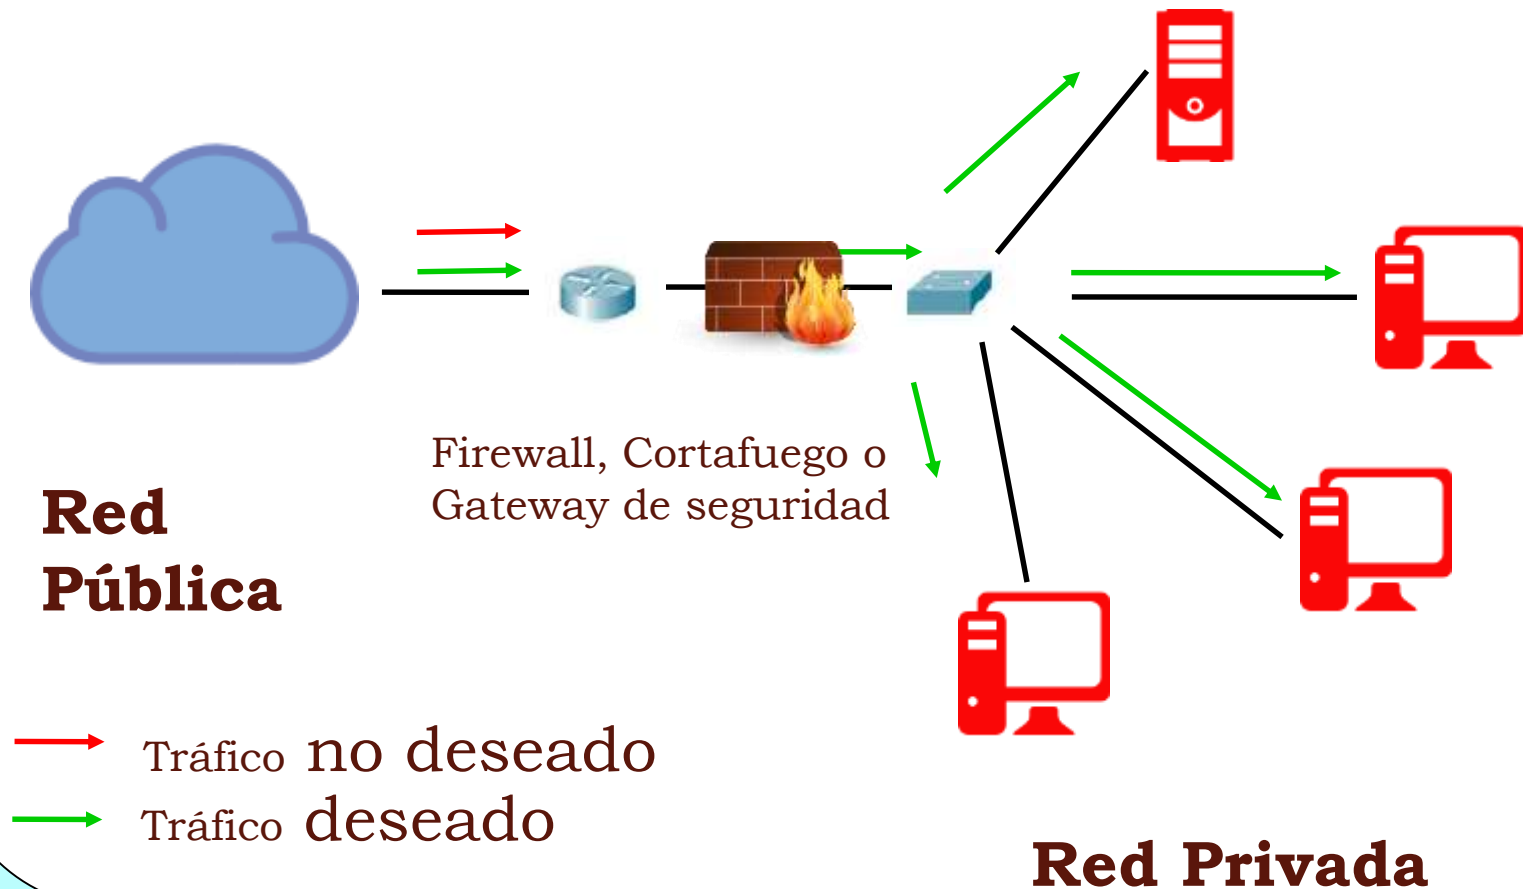 Firewall, Cortafuego o
Gateway de seguridad
Red
Pública
Tráfico no deseado
Tráfico deseado
Red Privada